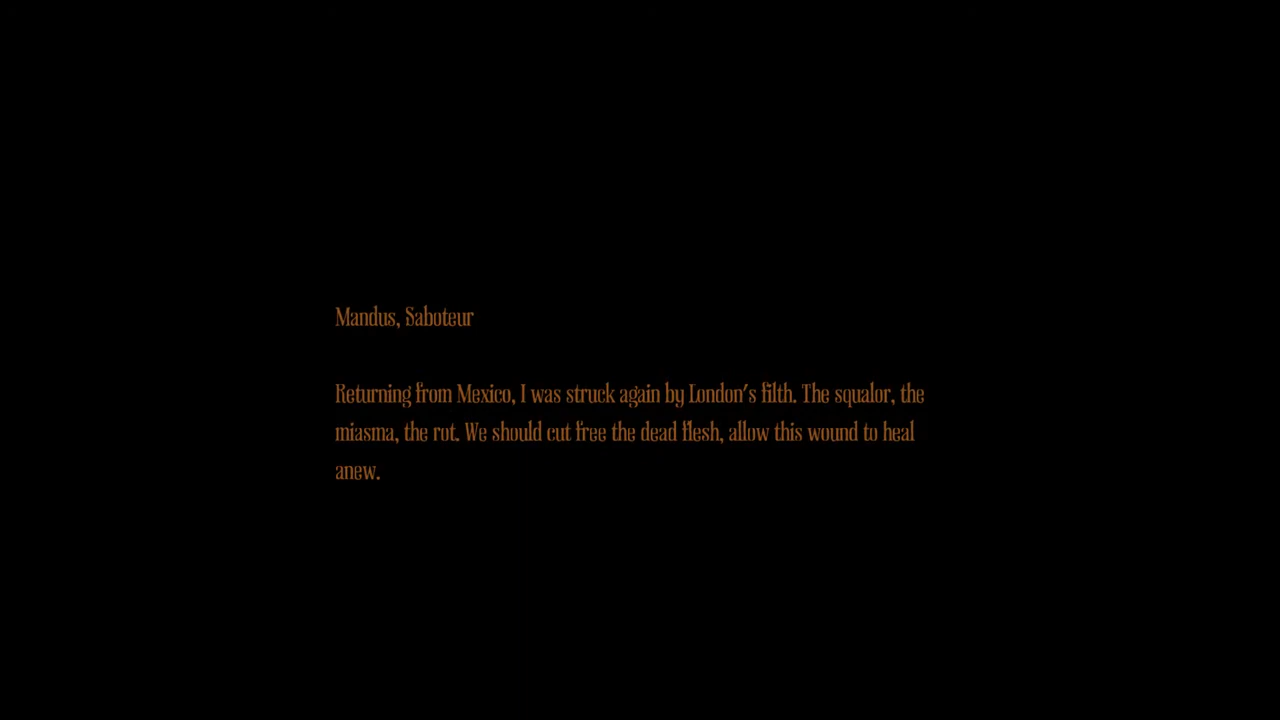 Mandus, Saboteur
Returning from Mexico, I was struck again by London's filth. The squalor, the
miasma, the rot. We should cut free the dead flesh, allow this wound to heal
anew.